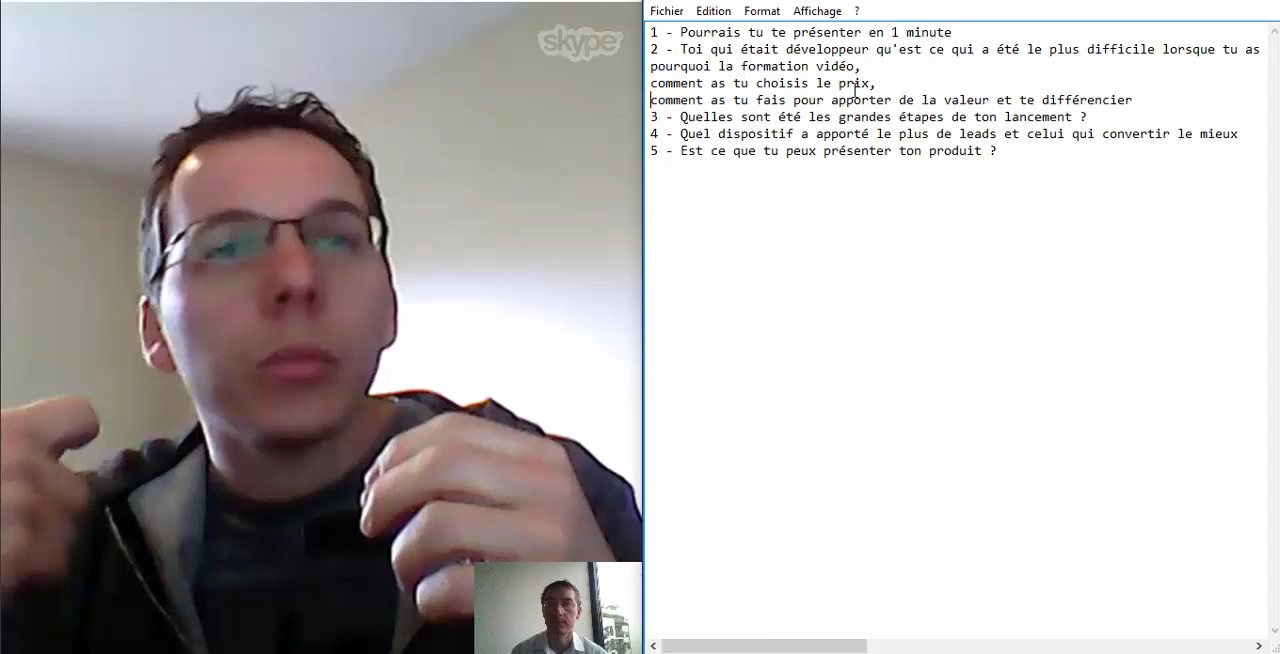 skype
Fichier Edition Format Affichage ?
1 - Pourrais tu te présenter en 1 minute
2 - Toi qui était développeur qu'est ce qui a été le plus difficile lorsque tu as
pourquoi la formation vidéo,
comment as tu choisis le prix,
comment as tu fais pour apporter de la valeur et te différencier
3 - Quelles sont été les grandes étapes de ton lancement ?
4 - Quel dispositif a apporté le plus de leads et celui qui convertir le mieux
5 - Est ce que tu peux présenter ton produit ?